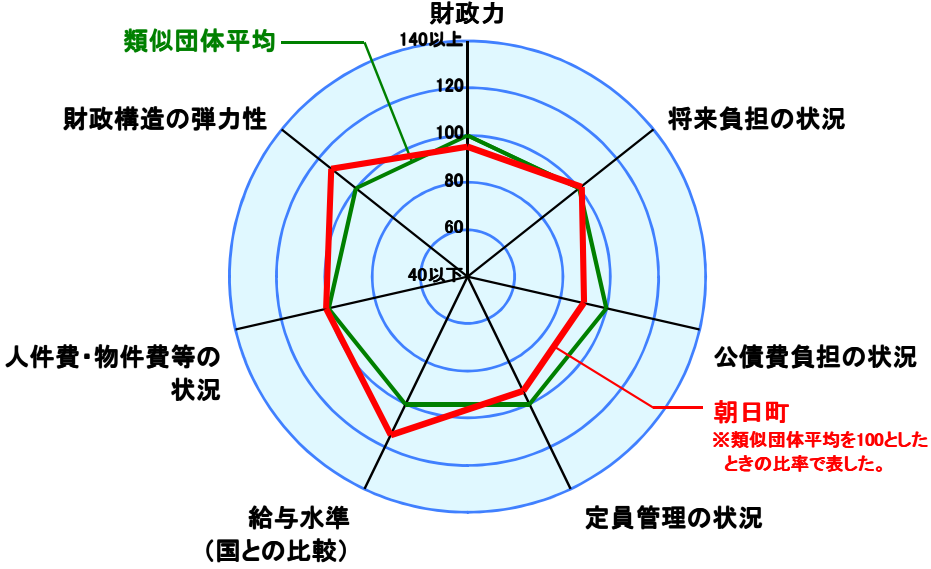 財政力
類似団体平均
140以上
120
100
80
60
40以下
財政構造の弾力性
将来負担の状況
人件費・物件費等の
状況
公債費負担の状況
朝日町
※類似団体平均を100とした
ときの比率で表した。
給与水準
（国との比較）
定員管理の状況